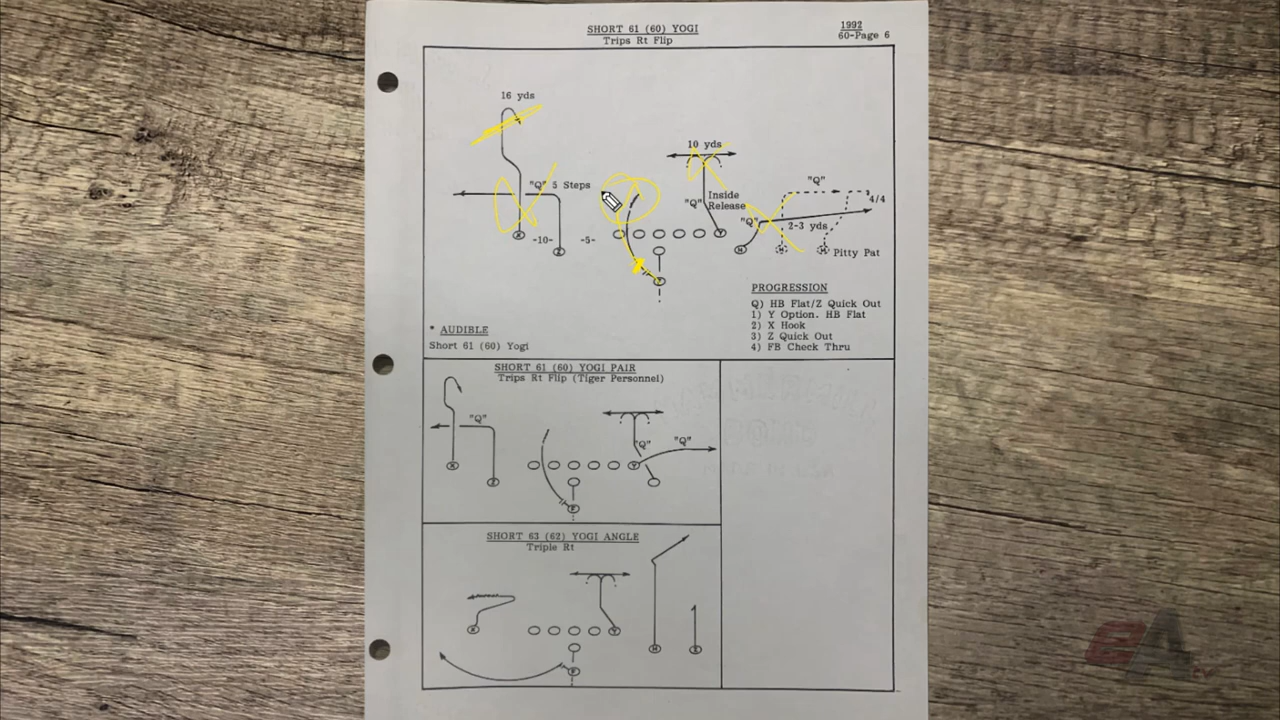 SHORT 61 (60) YOGI
Trips Rt Flip
1992
60-Page 6
16 yds
10 yds
"Q" 5 Steps
"Q"
Inside
Release
"Q"
"Q"
4/4
2-3 yds
X
-10-
Z
-5-
Y
H
H
H
Pitty Pat
F
PROGRESSION
Q) HB Flat/Z Quick Out
1) Y Option. HB Flat
2) X Hook
3) Z Quick Out
4) FB Check Thru
* AUDIBLE
Short 61 (60) Yogi
SHORT 61 (60) YOGI PAIR
Trips Rt Flip (Tiger Personnel)
"Q"
"Q"
"Q"
X
Z
Y
F
SHORT 63 (62) YOGI ANGLE
Triple Rt
X
Y
H
Z
F